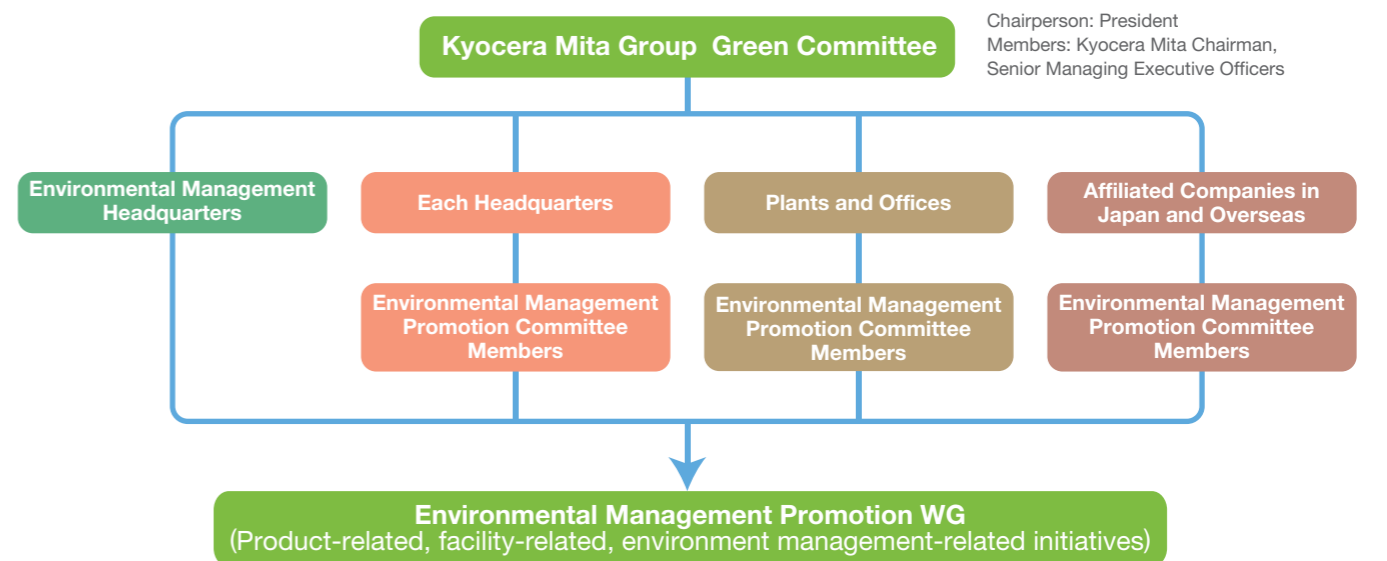 Kyocera Mita Group Green Committee
Chairperson: President
Members: Kyocera Mita Chairman,
Senior Managing Executive Officers
Environmental Management
Headquarters
Each Headquarters
Plants and Offices
Affiliated Companies in
Japan and Overseas
Environmental Management
Promotion Committee
Members
Environmental Management
Promotion Committee
Members
Environmental Management
Promotion Committee
Members
Environmental Management Promotion WG
(Product-related, facility-related, environment management-related initiatives)